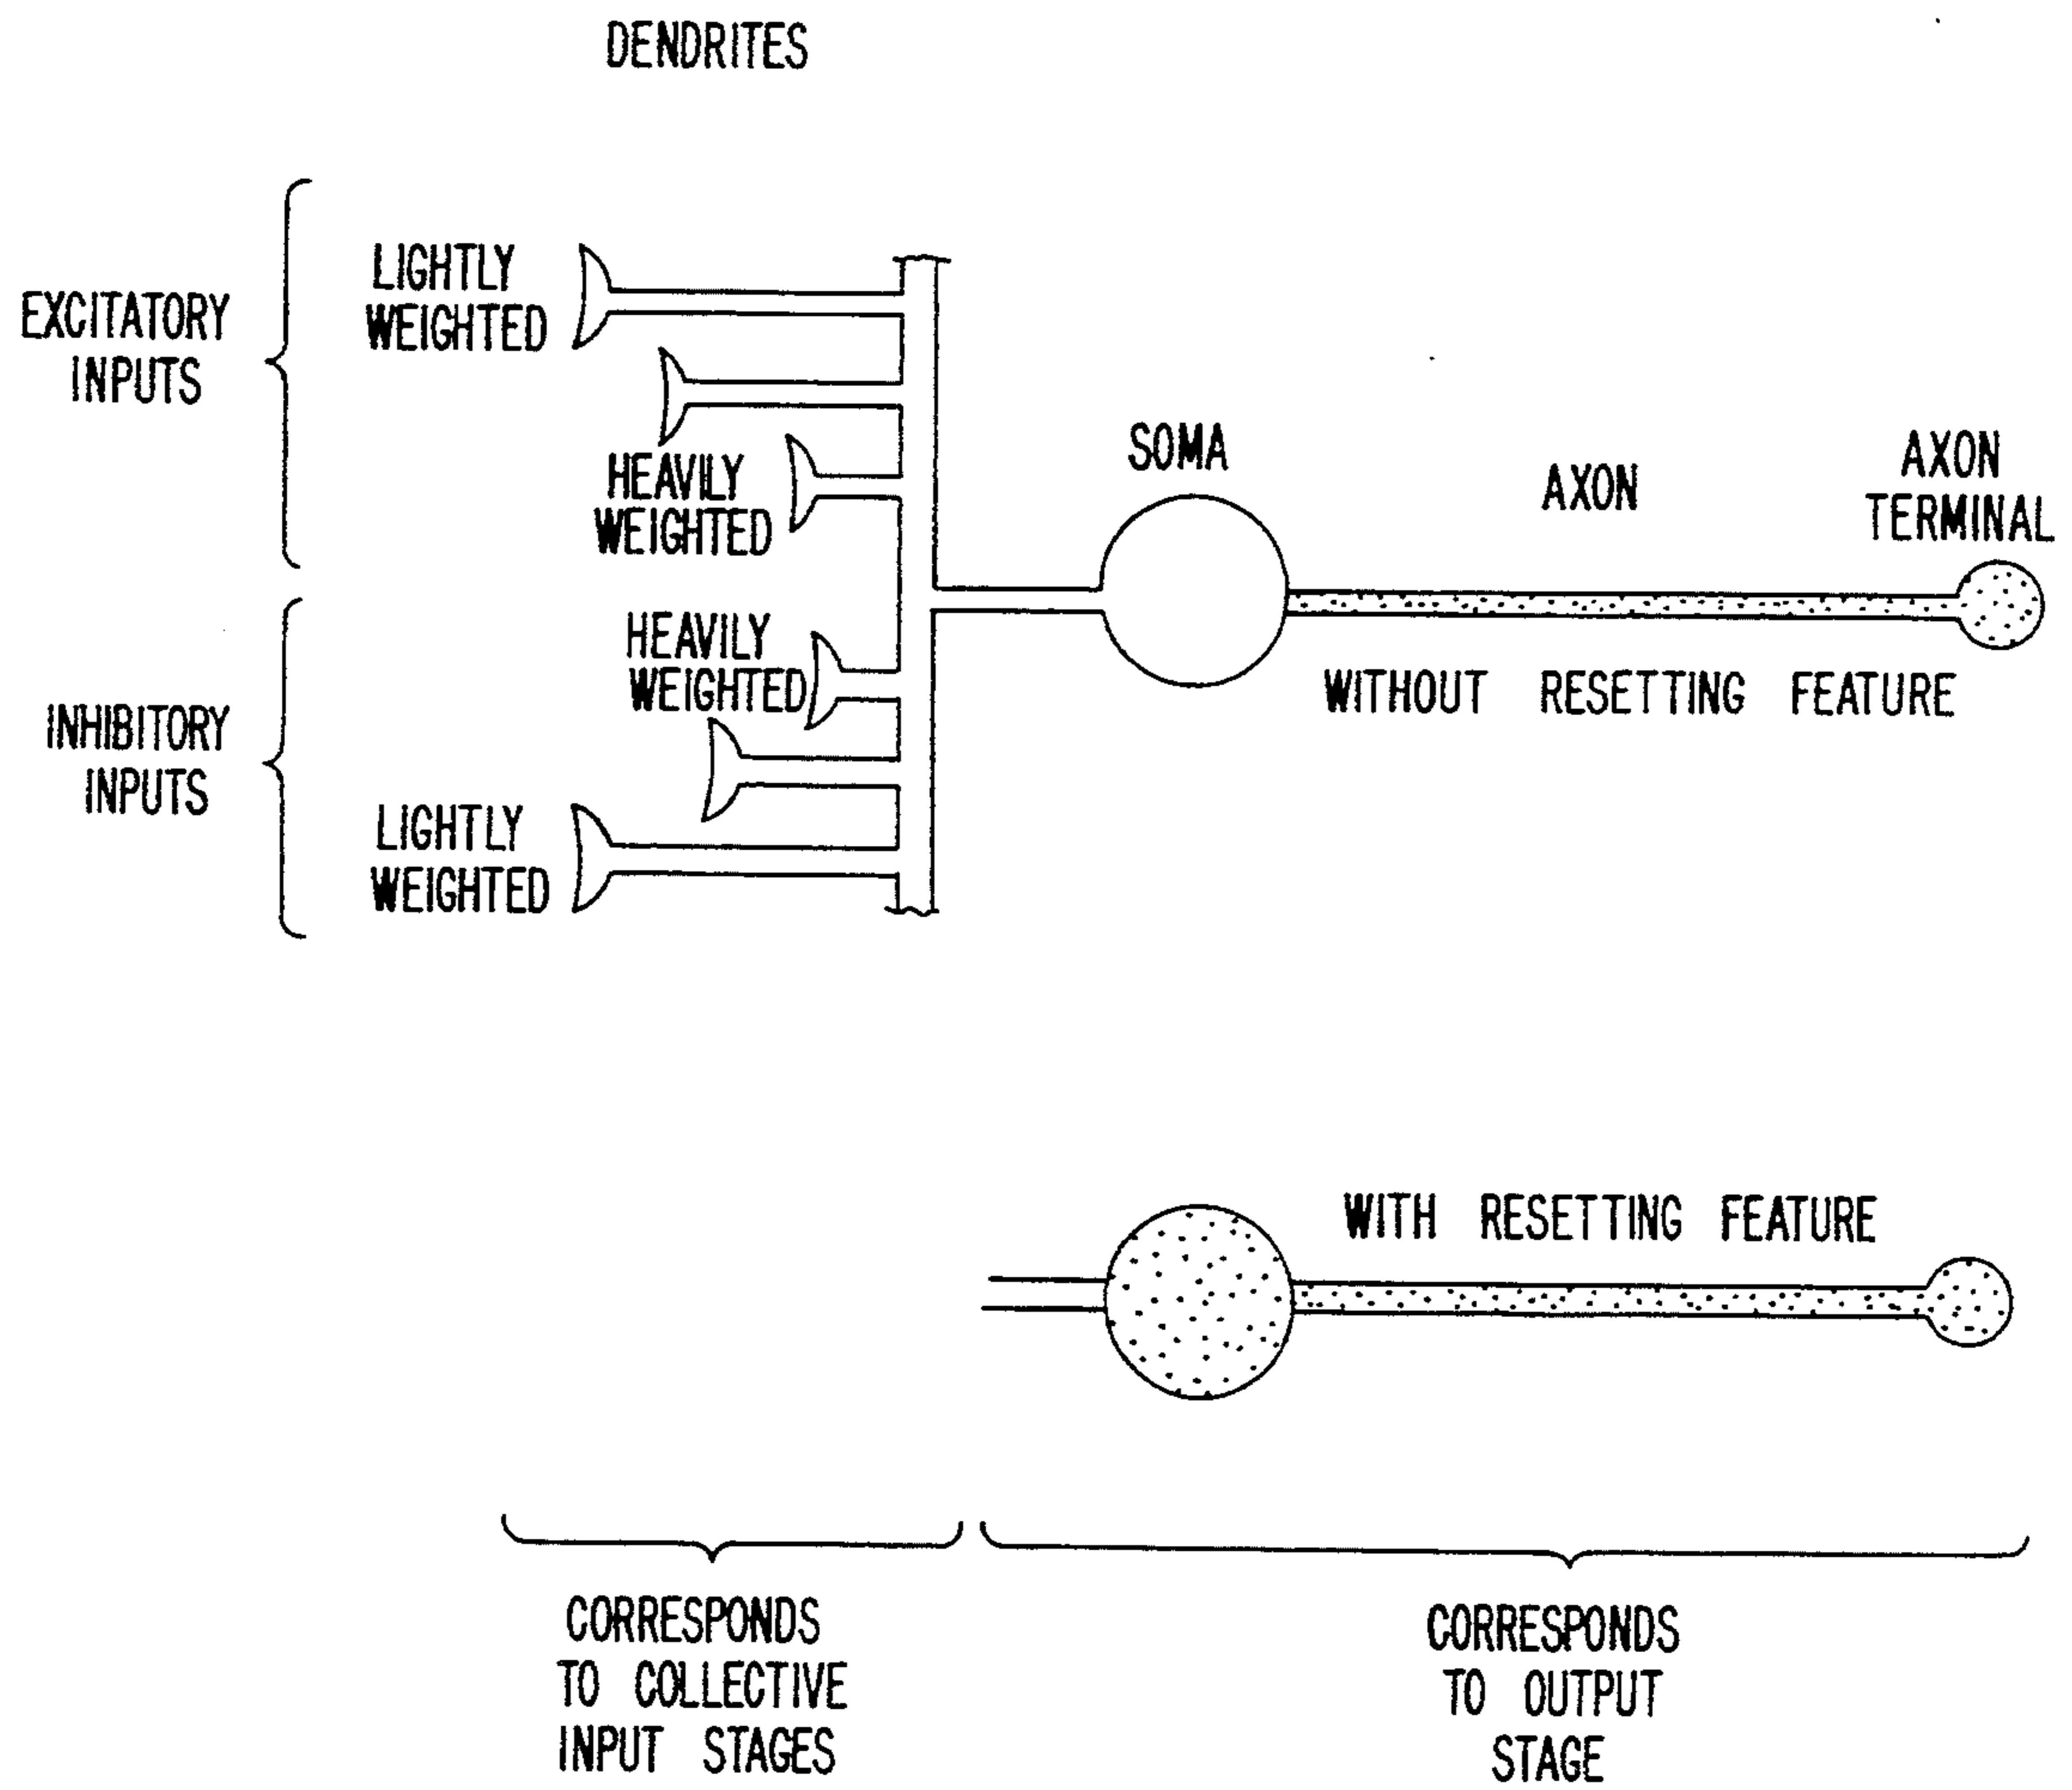 DENDRITES
EXCITATORY
INPUTS
LIGHTLY
WEIGHTED
HEAVILY
WEIGHTED
SOMA
AXON
AXON
TERMINAL
INHIBITORY
INPUTS
HEAVILY
WEIGHTED
LIGHTLY
WEIGHTED
WITHOUT RESETTING FEATURE
WITH RESETTING FEATURE
CORRESPONDS
TO COLLECTIVE
INPUT STAGES
CORRESPONDS
TO OUTPUT
STAGE